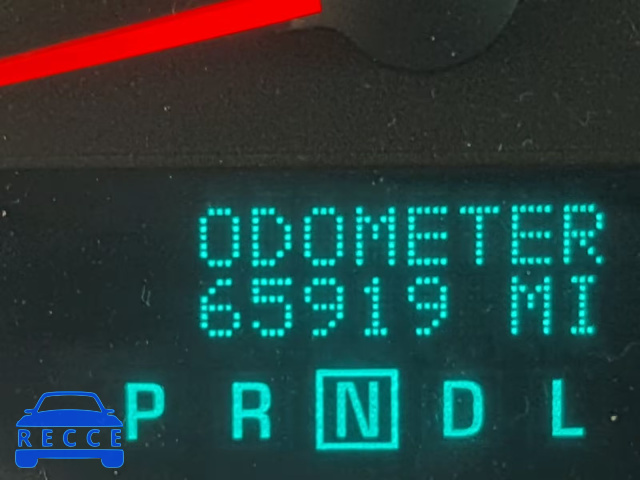 ODOMETER
65919 MI
P R N D L
RECCE